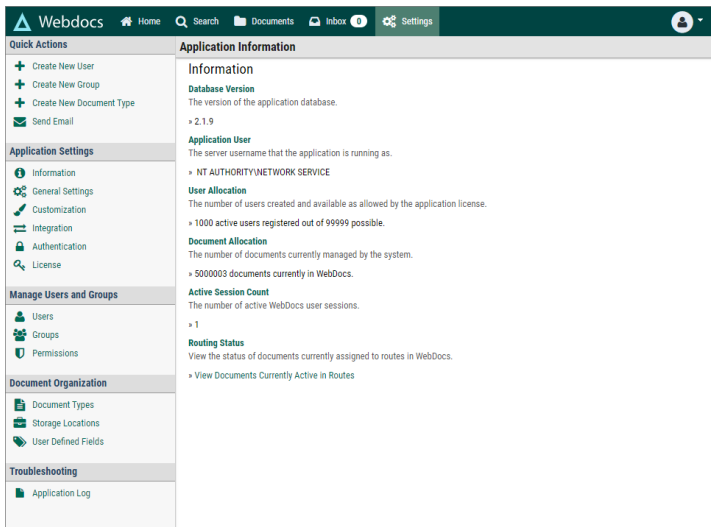 Webdocs Home Search Documents Inbox 0 Settings
Quick Actions
Create New User
Create New Group
Create New Document Type
Send Email
Application Settings
Information
General Settings
Customization
Integration
Authentication
License
Manage Users and Groups
Users
Groups
Permissions
Document Organization
Document Types
Storage Locations
User Defined Fields
Troubleshooting
Application Log
Application Information
Information
Database Version
The version of the application database.
» 2.1.9
Application User
The server username that the application is running as.
» NT AUTHORITY\NETWORK SERVICE
User Allocation
The number of users created and available as allowed by the application license.
» 1000 active users registered out of 99999 possible.
Document Allocation
The number of documents currently managed by the system.
» 5000003 documents currently in WebDocs.
Active Session Count
The number of active WebDocs user sessions.
» 1
Routing Status
View the status of documents currently assigned to routes in WebDocs.
» View Documents Currently Active in Routes